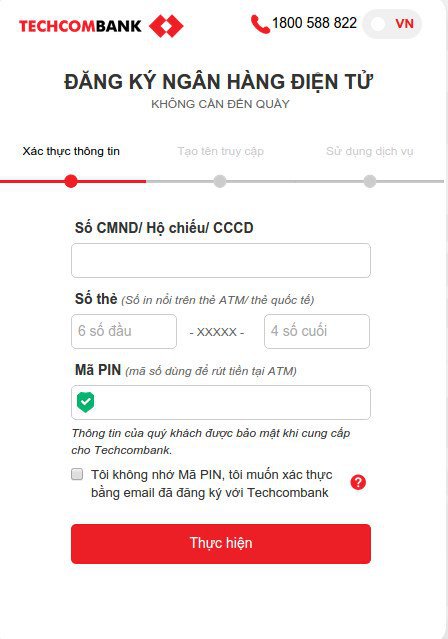 TECHCOMBANK
1800 588 822
VN
ĐĂNG KÝ NGÂN HÀNG ĐIỆN TỬ
KHÔNG CẦN ĐẾN QUẦY
Xác thực thông tin
Tạo tên truy cập
Sử dụng dịch vụ
Số CMND/ Hộ chiếu/ CCCD
Số thẻ (Số in nổi trên thẻ ATM/ thẻ quốc tế)
6 số đầu - XXXXX - 4 số cuối
Mã PIN (mã số dùng để rút tiền tại ATM)
Thông tin của quý khách được bảo mật khi cung cấp
cho Techcombank.
Tôi không nhớ Mã PIN, tôi muốn xác thực
bằng email đã đăng ký với Techcombank
?
Thực hiện